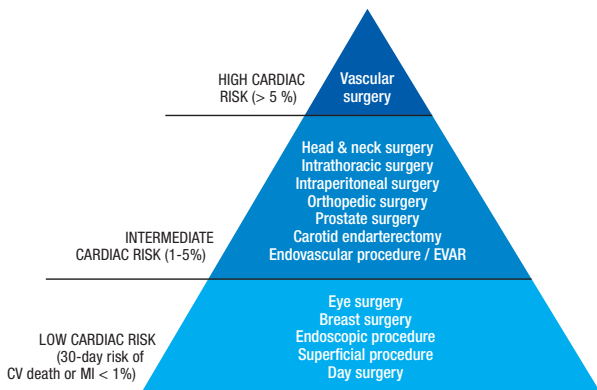 HIGH CARDIAC
RISK (> 5 %)
Vascular
surgery
INTERMEDIATE
CARDIAC RISK (1-5%)
Head & neck surgery
Intrathoracic surgery
Intraperitoneal surgery
Orthopedic surgery
Prostate surgery
Carotid endarterectomy
Endovascular procedure / EVAR
LOW CARDIAC RISK
(30-day risk of
CV death or MI < 1%)
Eye surgery
Breast surgery
Endoscopic procedure
Superficial procedure
Day surgery